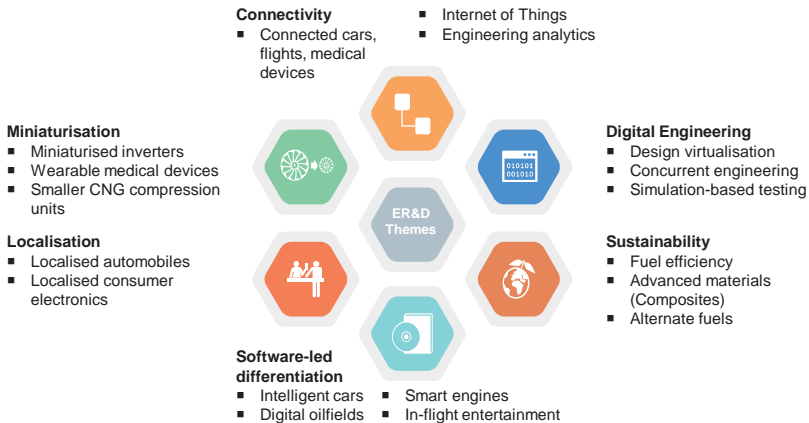 Connectivity
■ Connected cars,
flights, medical
devices
■ Internet of Things
■ Engineering analytics
Miniaturisation
■ Miniaturised inverters
■ Wearable medical devices
■ Smaller CNG compression
units
Digital Engineering
■ Design virtualisation
■ Concurrent engineering
■ Simulation-based testing
010101
001010
ER&D
Themes
Localisation
■ Localised automobiles
■ Localised consumer
electronics
Sustainability
■ Fuel efficiency
■ Advanced materials
(Composites)
■ Alternate fuels
Software-led
differentiation
■ Intelligent cars
■ Digital oilfields
■ Smart engines
■ In-flight entertainment